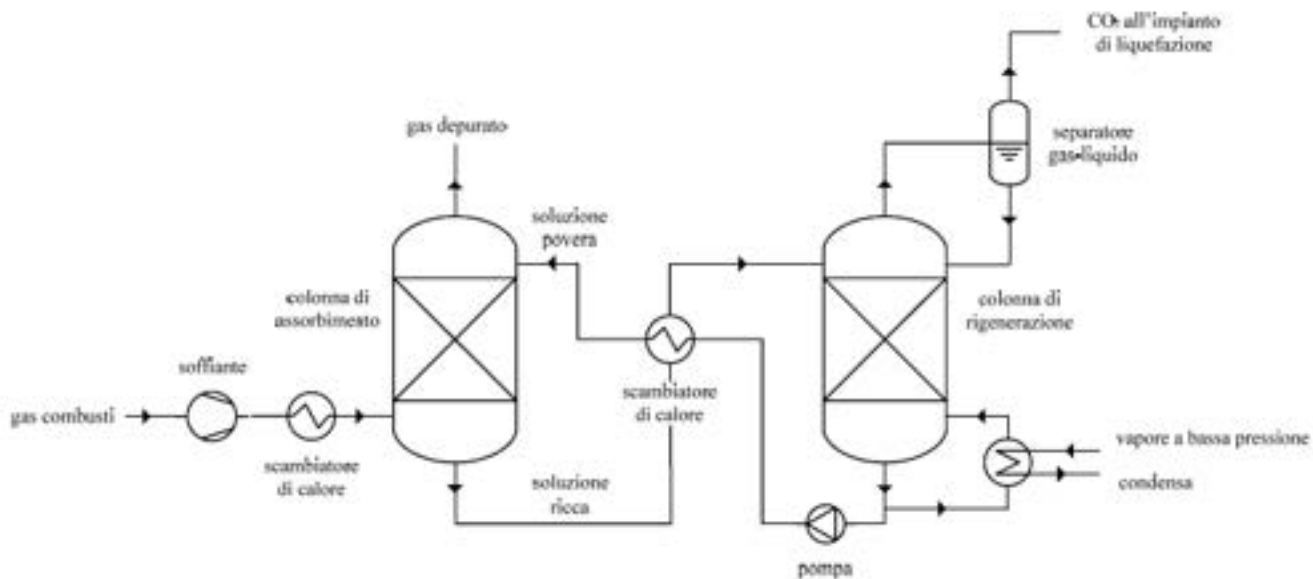 CO₂ all'impianto
di liquefazione
gas depurato
separatore
gas-liquido
soluzione
povera
colonna di
assorbimento
colonna di
rigenerazione
soffiante
gas combusti
scambiatore
di calore
scambiatore
di calore
vapore a bassa pressione
condensa
soluzione
ricca
pompa